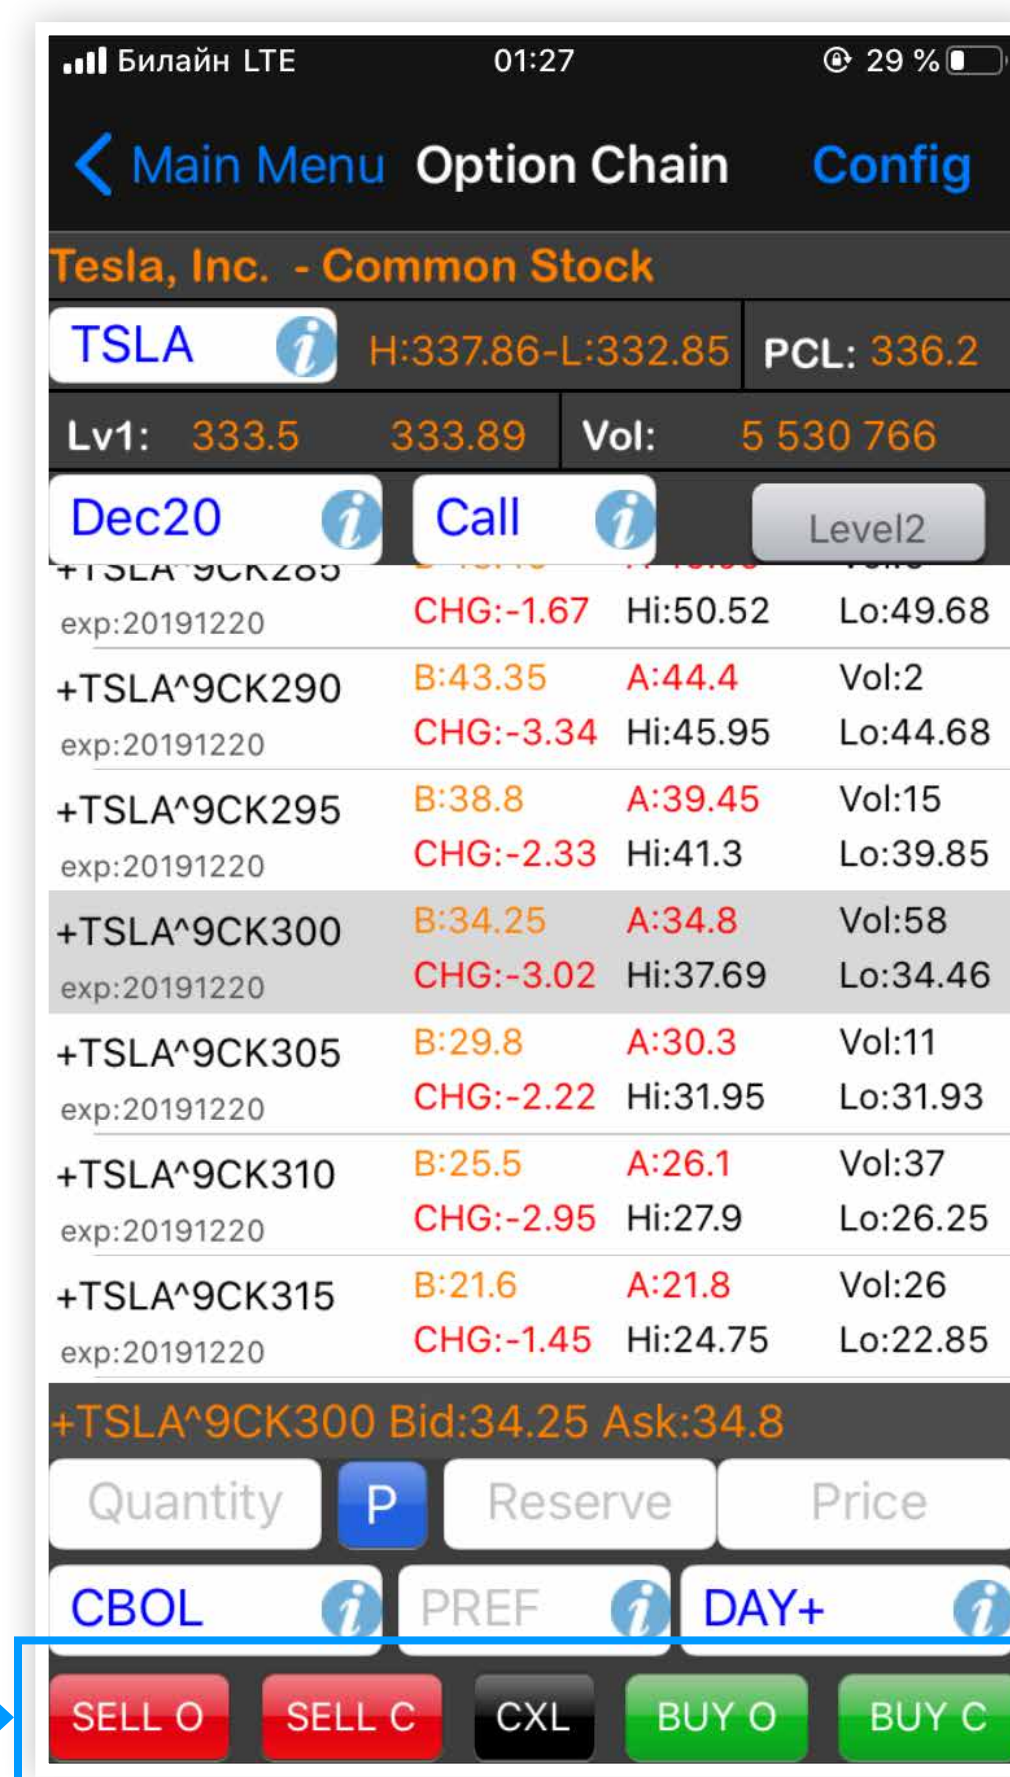 Билайн LTE 01:27 29 %
Main Menu Option Chain Config
Tesla, Inc. - Common Stock
TSLA H:337.86-L:332.85 PCL: 336.2
Lv1: 333.5 333.89 Vol: 5 530 766
Dec20 Call Level2
+TSLA^9CK285
exp:20191220 CHG:-1.67 Hi:50.52 Lo:49.68
+TSLA^9CK290 B:43.35 A:44.4 Vol:2
exp:20191220 CHG:-3.34 Hi:45.95 Lo:44.68
+TSLA^9CK295 B:38.8 A:39.45 Vol:15
exp:20191220 CHG:-2.33 Hi:41.3 Lo:39.85
+TSLA^9CK300 B:34.25 A:34.8 Vol:58
exp:20191220 CHG:-3.02 Hi:37.69 Lo:34.46
+TSLA^9CK305 B:29.8 A:30.3 Vol:11
exp:20191220 CHG:-2.22 Hi:31.95 Lo:31.93
+TSLA^9CK310 B:25.5 A:26.1 Vol:37
exp:20191220 CHG:-2.95 Hi:27.9 Lo:26.25
+TSLA^9CK315 B:21.6 A:21.8 Vol:26
exp:20191220 CHG:-1.45 Hi:24.75 Lo:22.85
+TSLA^9CK300 Bid:34.25 Ask:34.8
Quantity P Reserve Price
CBOL PREF DAY+
SELL O SELL C CXL BUY O BUY C